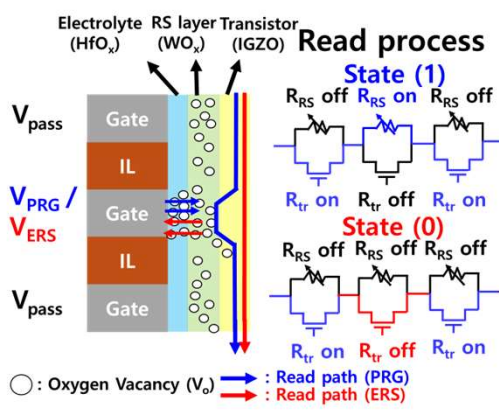 Electrolyte RS layer Transistor
(HfOx) (WOx) (IGZO)
Read process
State (1)
RRS off RRS on RRS off
Rtr on Rtr off Rtr on
State (0)
RRS off RRS off RRS off
Rtr on Rtr off Rtr on
Vpass
Gate
IL
VPRG /
VERS
Gate
IL
Vpass
Gate
: Oxygen Vacancy (Vo)
: Read path (PRG)
: Read path (ERS)